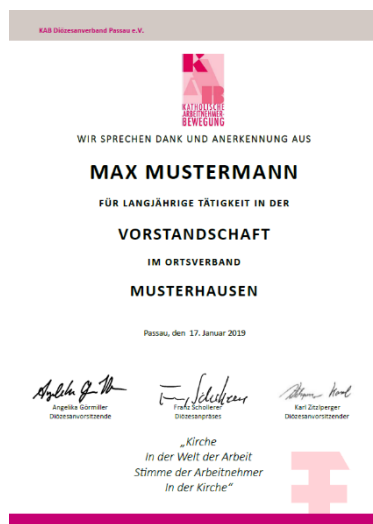 KAB Diözesanverband Passau e.V.
KAB
KATHOLISCHE
ARBEITNEHMER-
BEWEGUNG
WIR SPRECHEN DANK UND ANERKENNUNG AUS
MAX MUSTERMANN
FÜR LANGJÄHRIGE TÄTIGKEIT IN DER
VORSTANDSCHAFT
IM ORTSVERBAND
MUSTERHAUSEN
Passau, den 17. Januar 2019
Angelika Görmiller Franz Schollerer Karl Zitzlperger
Diözesanvorsitzende Diözesanpräses Diözesanvorsitzender
„Kirche
In der Welt der Arbeit
Stimme der Arbeitnehmer
In der Kirche“